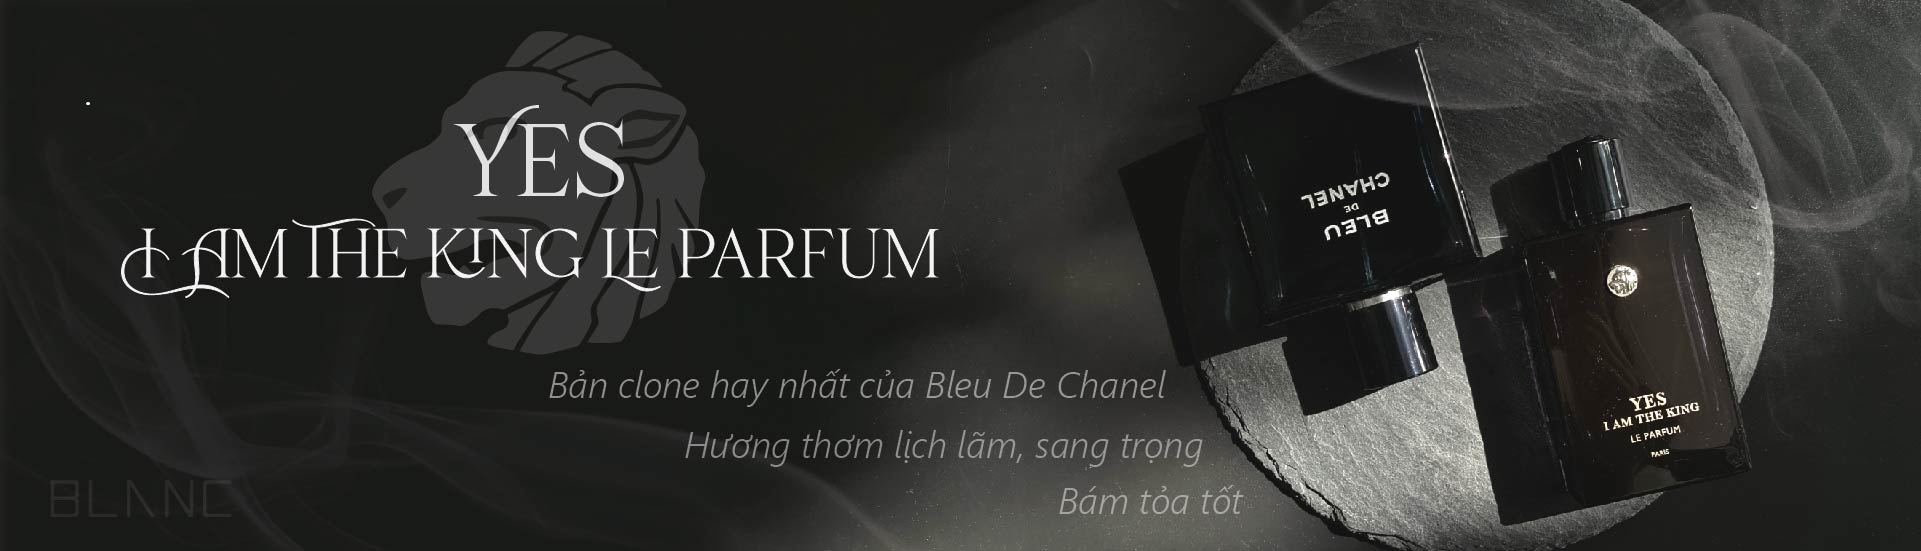 YES
I AM THE KING LE PARFUM
Bản clone hay nhất của Bleu De Chanel
Hương thơm lịch lãm, sang trọng
Bám tỏa tốt
BLANC
BLEU
DE
CHANEL
YES
I AM THE KING
LE PARFUM
PARIS